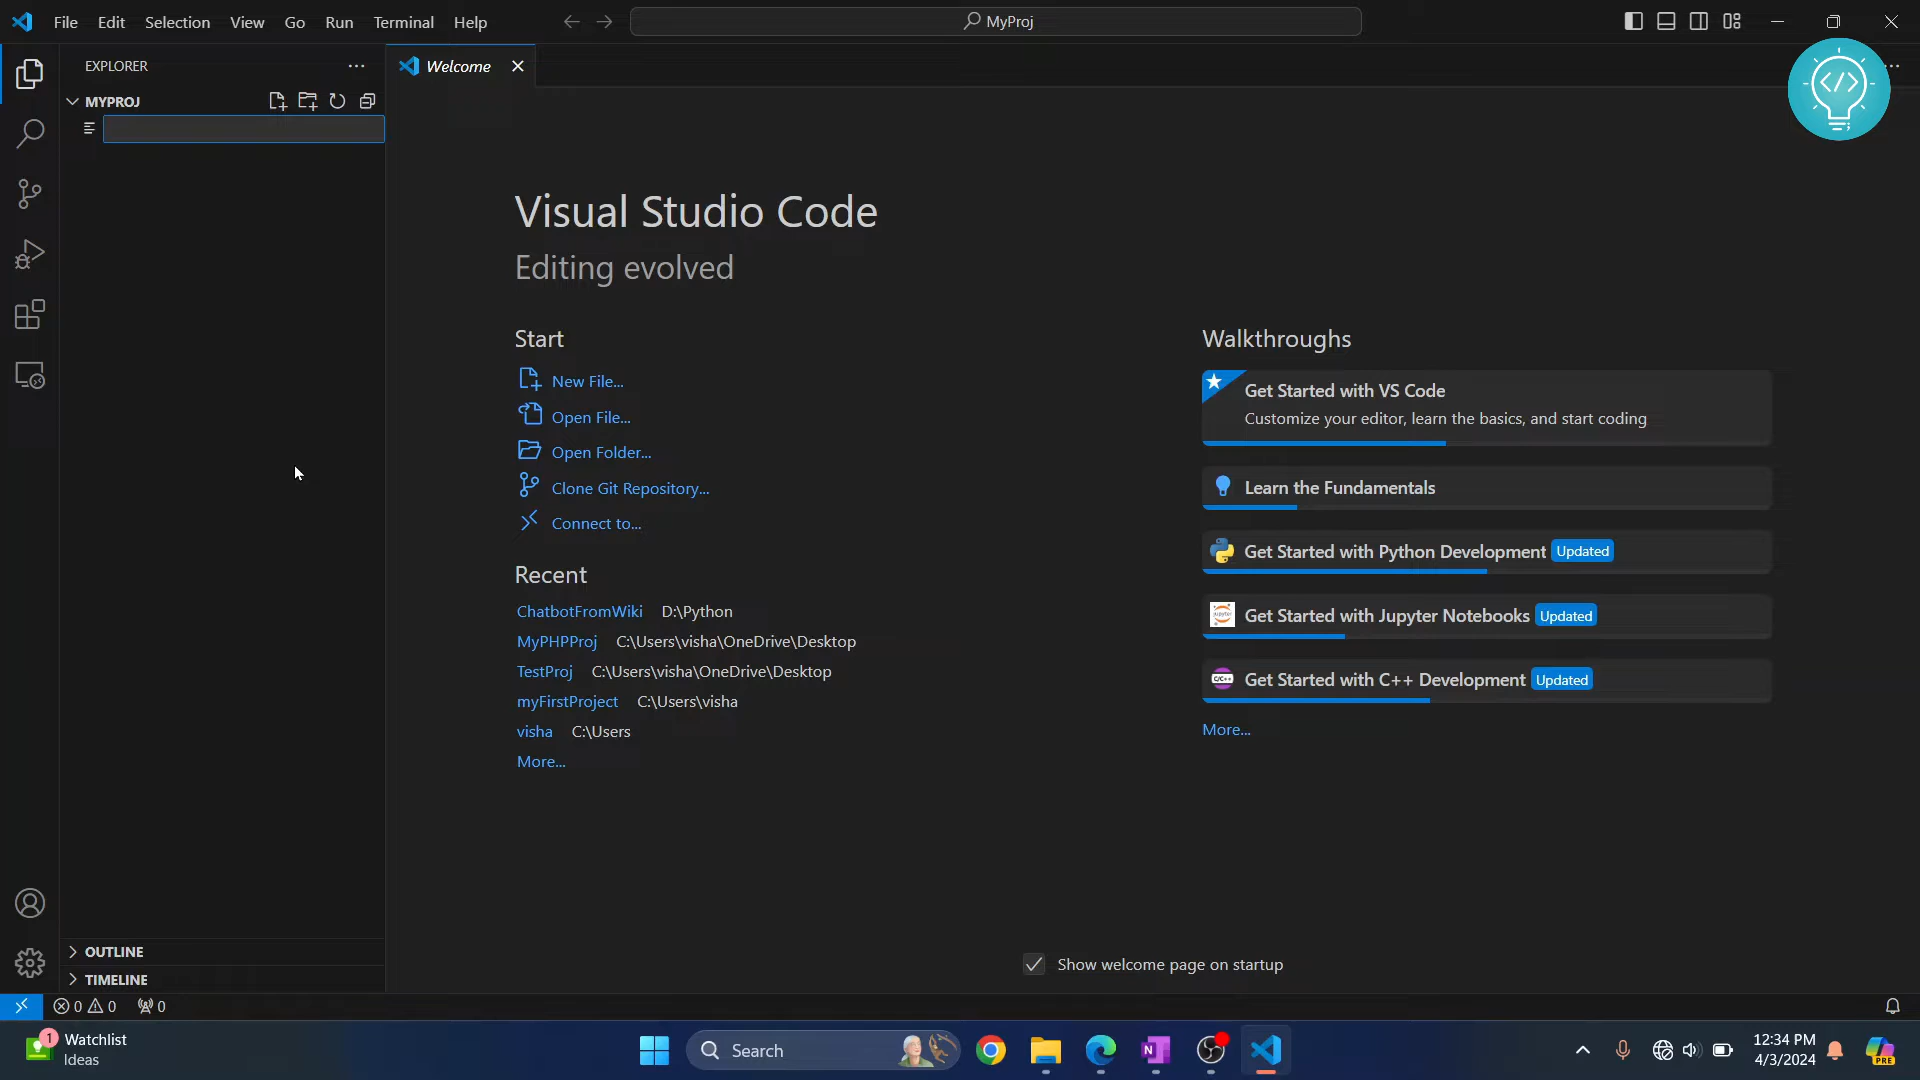 File Edit Selection View Go Run Terminal Help
MyProj
EXPLORER
Welcome
MYPROJ
</>
Visual Studio Code
Editing evolved
Start
New File...
Open File...
Open Folder...
Clone Git Repository...
Connect to...
Recent
ChatbotFromWiki D:\Python
MyPHPProj C:\Users\visha\OneDrive\Desktop
TestProj C:\Users\visha\OneDrive\Desktop
myFirstProject C:\Users\visha
visha C:\Users
More...
Walkthroughs
Get Started with VS Code
Customize your editor, learn the basics, and start coding
Learn the Fundamentals
Get Started with Python Development Updated
Get Started with Jupyter Notebooks Updated
C/C++ Get Started with C++ Development Updated
More...
Show welcome page on startup
OUTLINE
TIMELINE
0 0 0
1
Watchlist
Ideas
Search
N
12:34 PM
4/3/2024
PRE